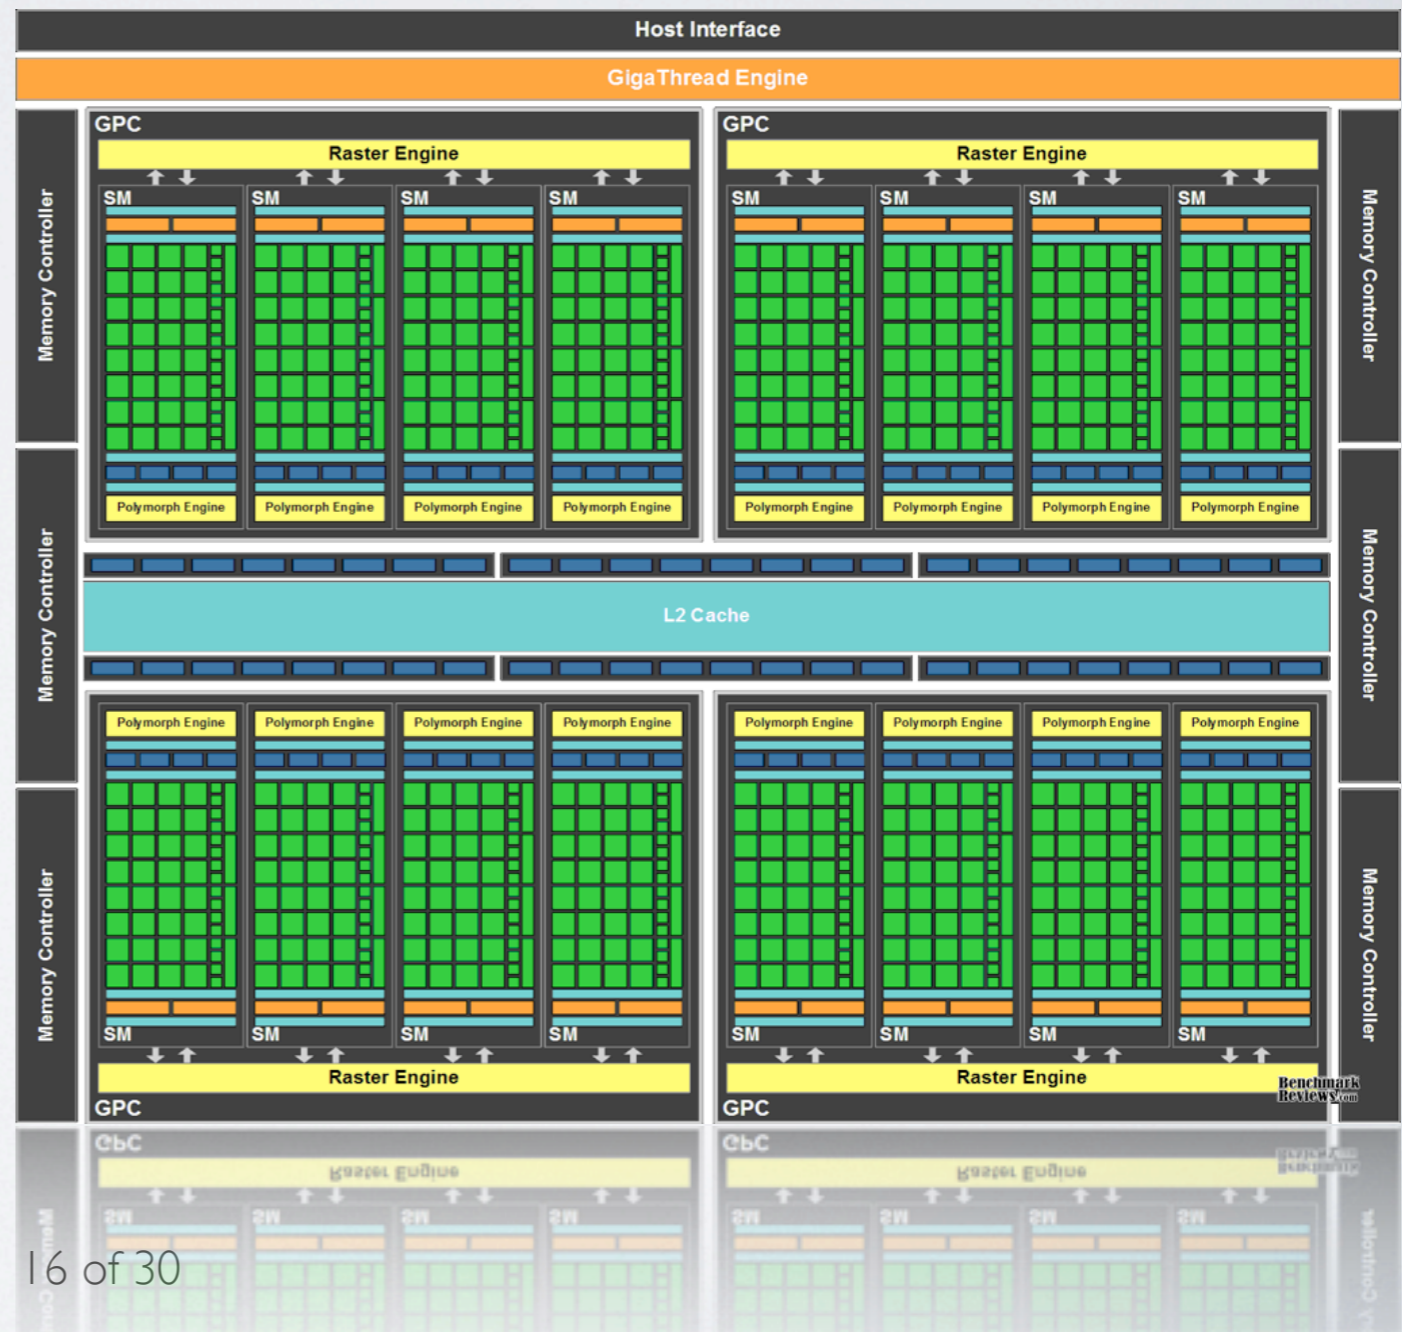 Host Interface
GigaThread Engine
GPC GPC
Raster Engine Raster Engine
SM SM SM SM SM SM SM SM
Memory Controller Memory Controller
Polymorph Engine Polymorph Engine Polymorph Engine Polymorph Engine Polymorph Engine Polymorph Engine Polymorph Engine Polymorph Engine
Memory Controller Memory Controller
L2 Cache
Polymorph Engine Polymorph Engine Polymorph Engine Polymorph Engine Polymorph Engine Polymorph Engine Polymorph Engine Polymorph Engine
Memory Controller Memory Controller
SM SM SM SM SM SM SM SM
Raster Engine Raster Engine
Benchmark
Reviews.com
GPC GPC
16 of 30